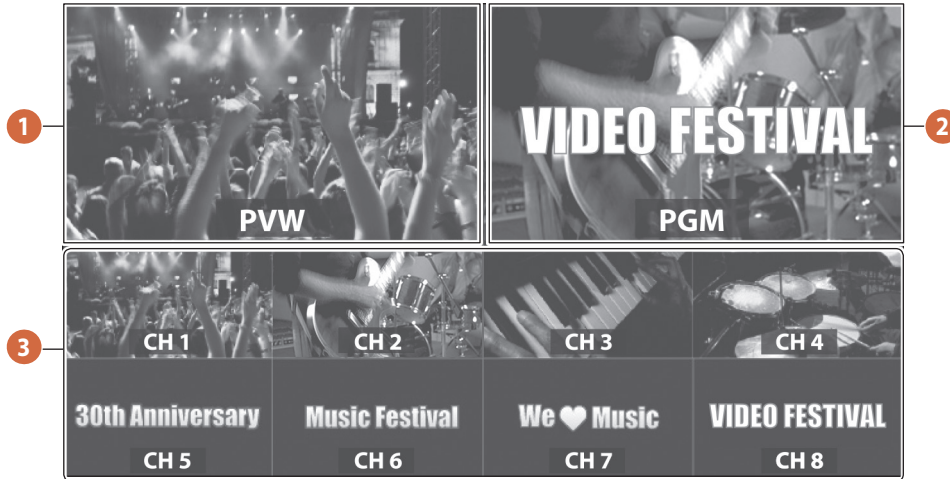 1
VIDEO FESTIVAL
2
PVW
PGM
3
CH 1
CH 2
CH 3
CH 4
30th Anniversary
Music Festival
We ♥ Music
VIDEO FESTIVAL
CH 5
CH 6
CH 7
CH 8